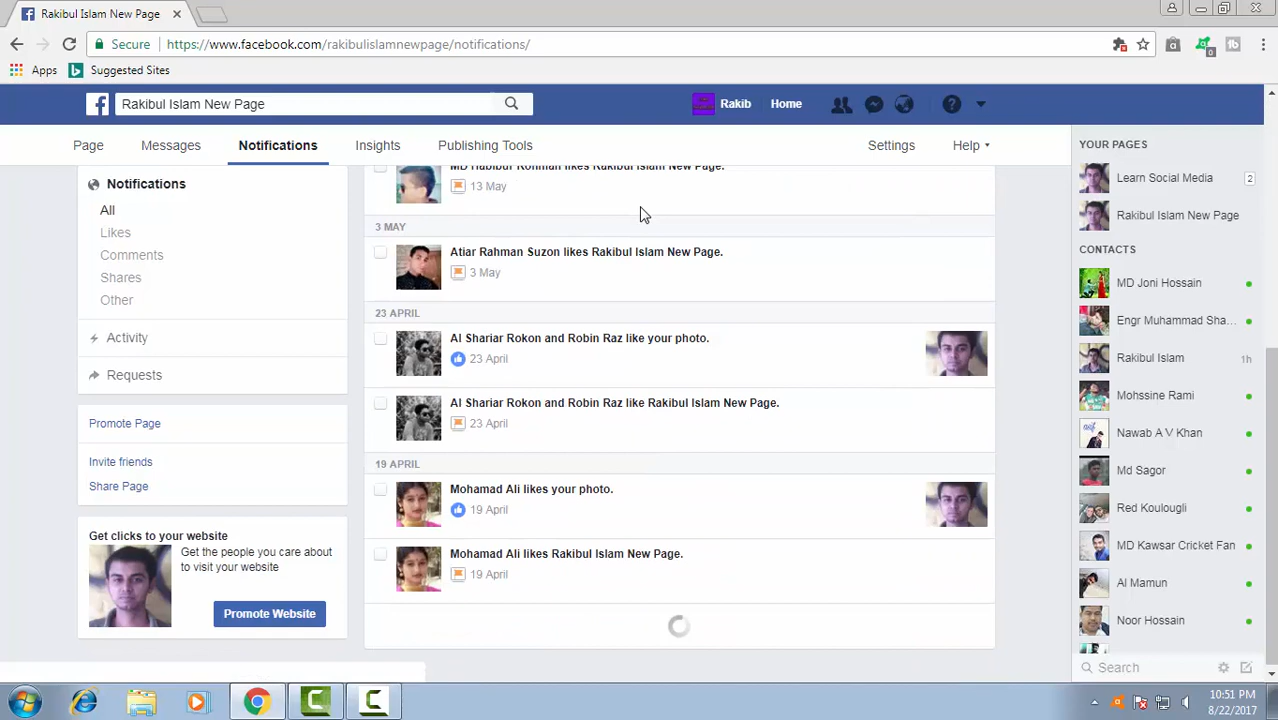 Rakibul Islam New Page
Secure https://www.facebook.com/rakibulislamnewpage/notifications/
Apps Suggested Sites
Rakibul Islam New Page
Rakib Home
Page Messages Notifications Insights Publishing Tools Settings Help
Notifications
All
Likes
Comments
Shares
Other
Activity
Requests
Promote Page
Invite friends
Share Page
Get clicks to your website
Get the people you care about
to visit your website
Promote Website
MD Habibur Rohman likes Rakibul Islam New Page.
13 May
3 MAY
Atiar Rahman Suzon likes Rakibul Islam New Page.
3 May
23 APRIL
Al Shariar Rokon and Robin Raz like your photo.
23 April
Al Shariar Rokon and Robin Raz like Rakibul Islam New Page.
23 April
19 APRIL
Mohamad Ali likes your photo.
19 April
Mohamad Ali likes Rakibul Islam New Page.
19 April
YOUR PAGES
Learn Social Media 2
Rakibul Islam New Page
CONTACTS
MD Joni Hossain
Engr Muhammad Sha...
Rakibul Islam 1h
Mohssine Rami
Nawab A V Khan
Md Sagor
Red Koulougli
MD Kawsar Cricket Fan
Al Mamun
Noor Hossain
Search
10:51 PM
8/22/2017